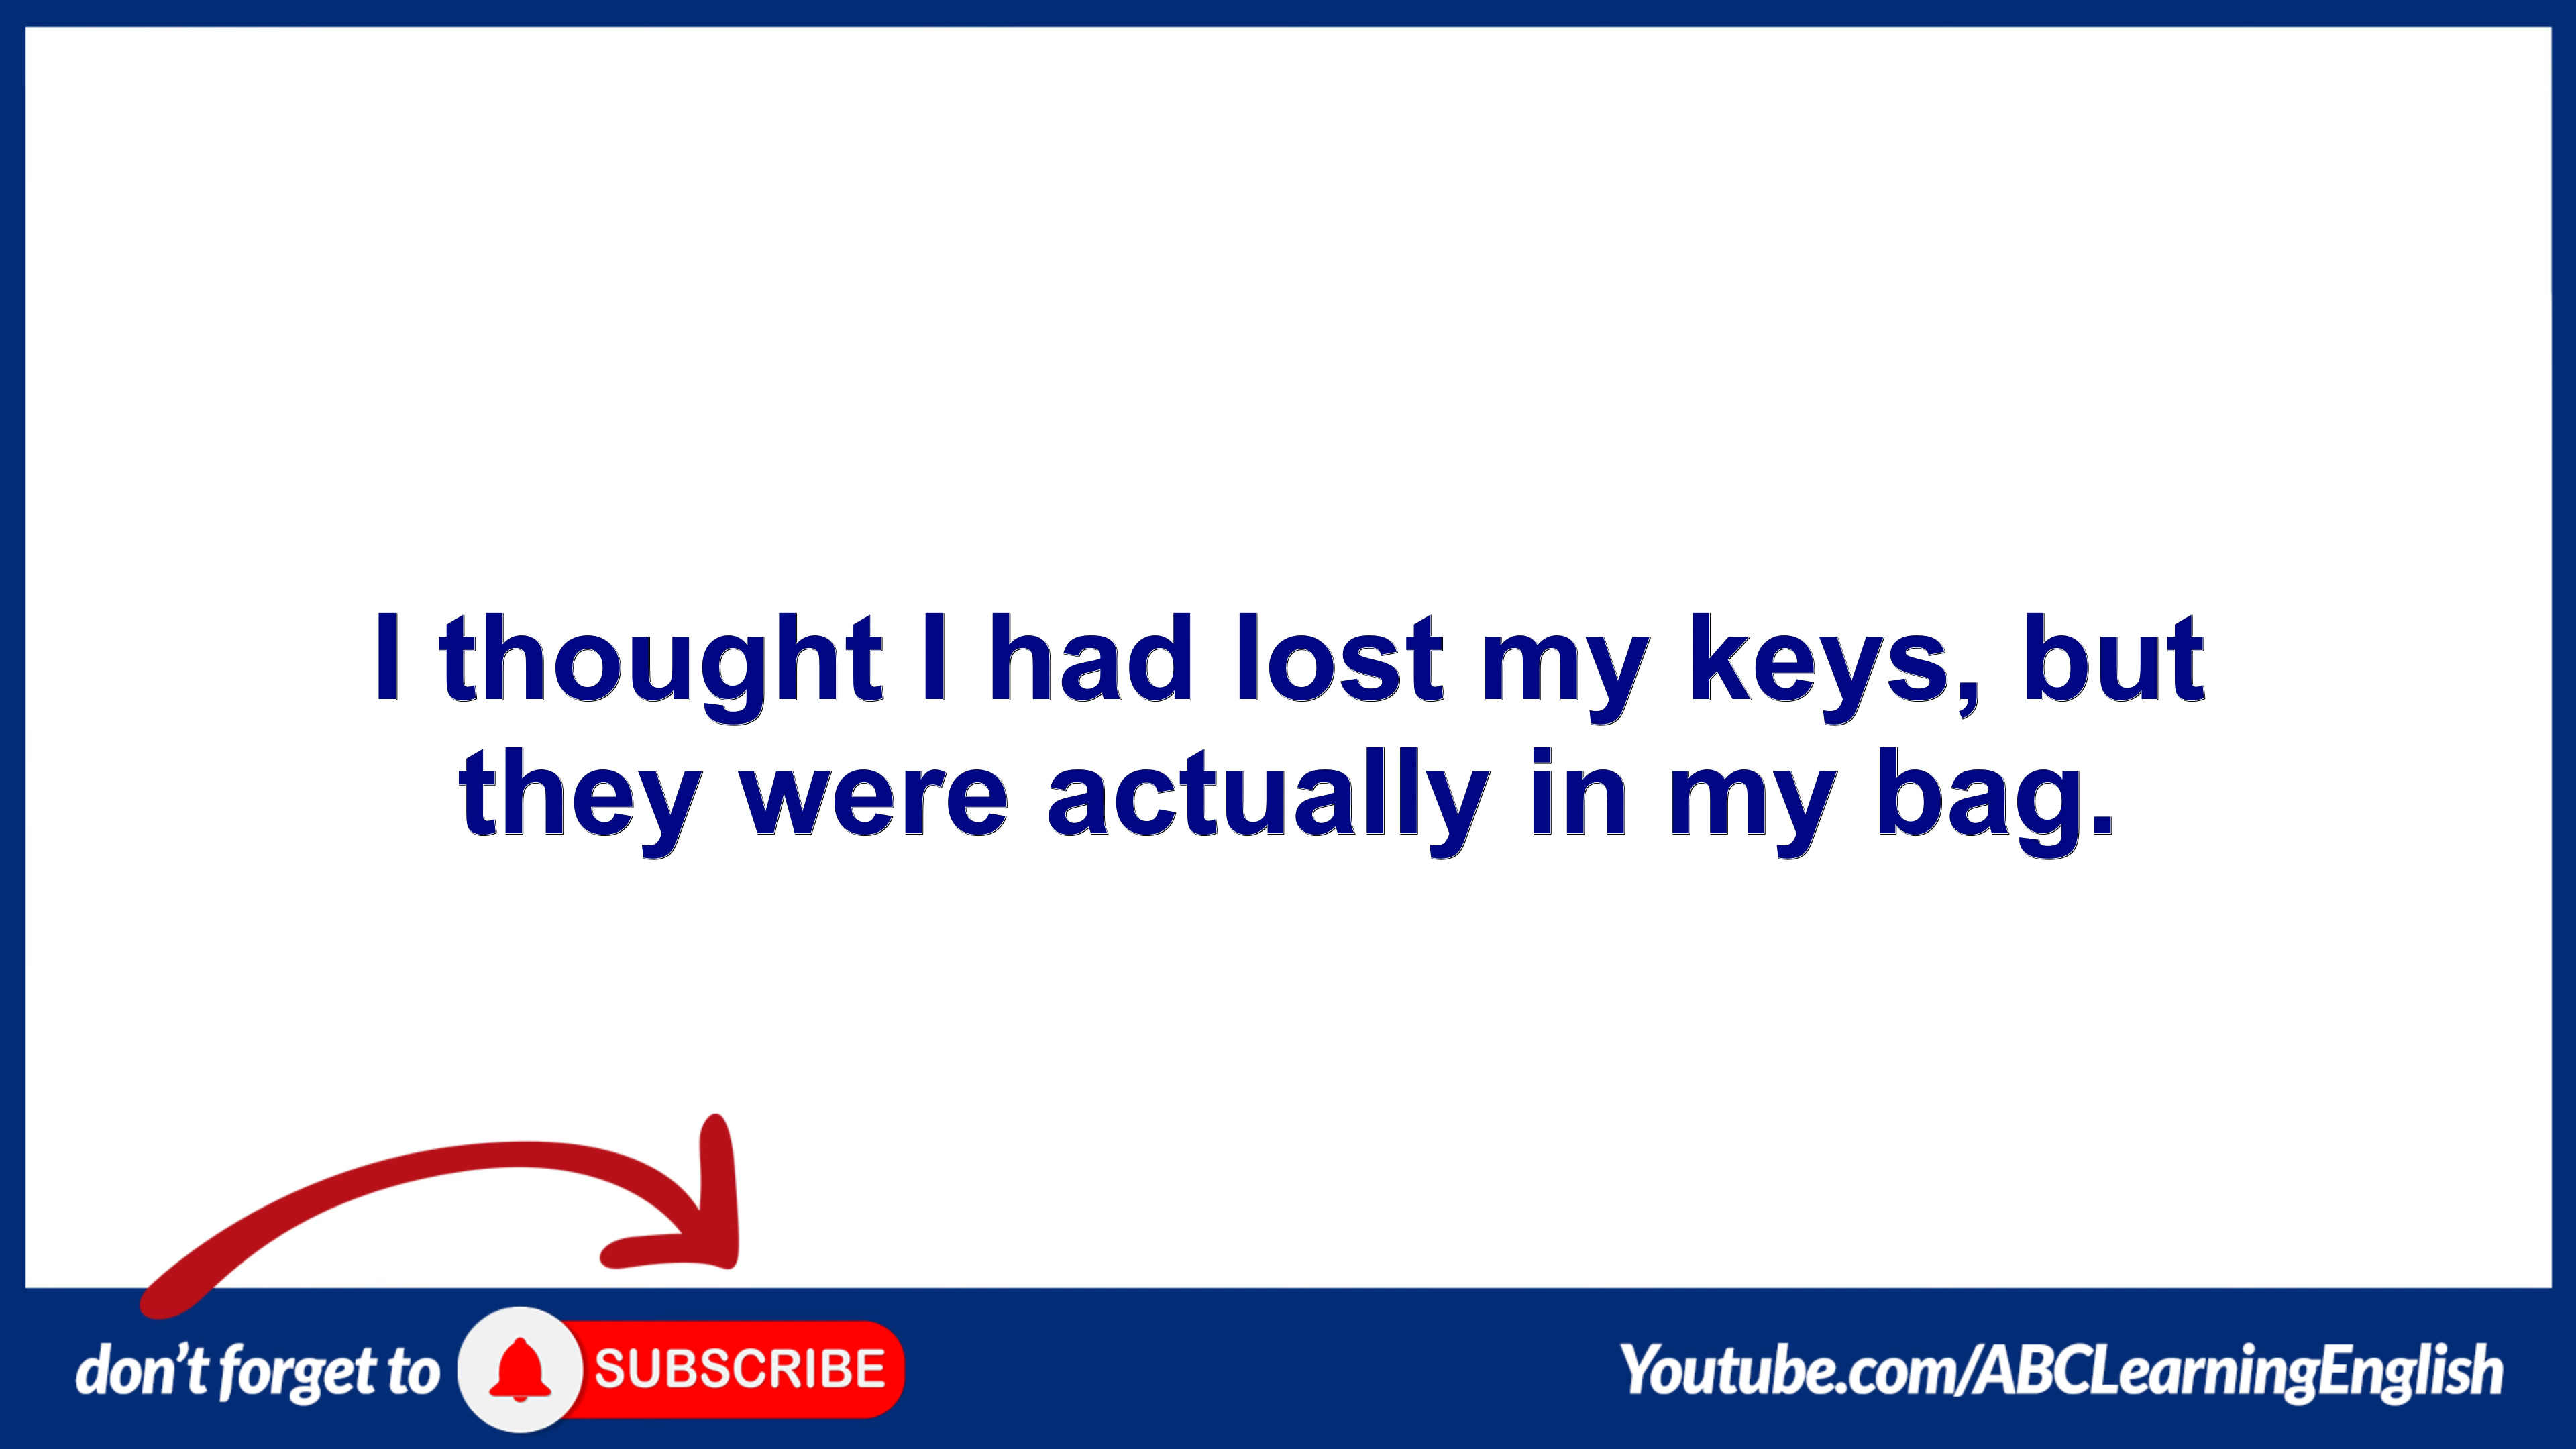 I thought I had lost my keys, but
they were actually in my bag.
don't forget to SUBSCRIBE
Youtube.com/ABCLearningEnglish